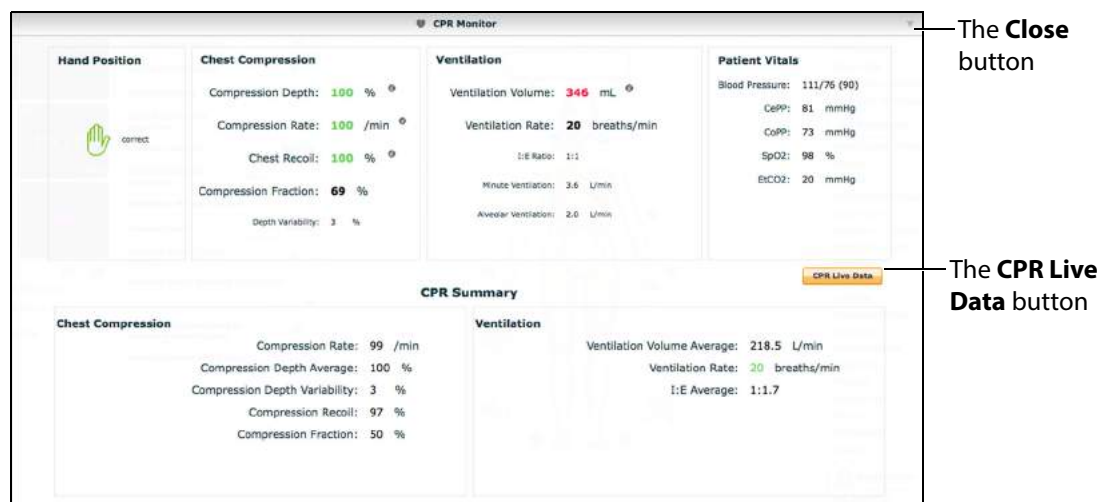 CPR Monitor
The Close
button
Hand Position
correct
Chest Compression
Compression Depth: 100 %
Compression Rate: 100 /min
Chest Recoil: 100 %
Compression Fraction: 69 %
Depth Variability: 3 %
Ventilation
Ventilation Volume: 346 mL
Ventilation Rate: 20 breaths/min
I:E Ratio: 1:1
Minute Ventilation: 3.6 L/min
Alveolar Ventilation: 2.0 L/min
Patient Vitals
Blood Pressure: 111/76 (90)
CePP: 81 mmHg
CoPP: 73 mmHg
SpO2: 98 %
EtCO2: 20 mmHg
CPR Live Data
The CPR Live
Data button
CPR Summary
Chest Compression
Compression Rate: 99 /min
Compression Depth Average: 100 %
Compression Depth Variability: 3 %
Compression Recoil: 97 %
Compression Fraction: 50 %
Ventilation
Ventilation Volume Average: 218.5 L/min
Ventilation Rate: 20 breaths/min
I:E Average: 1:1.7